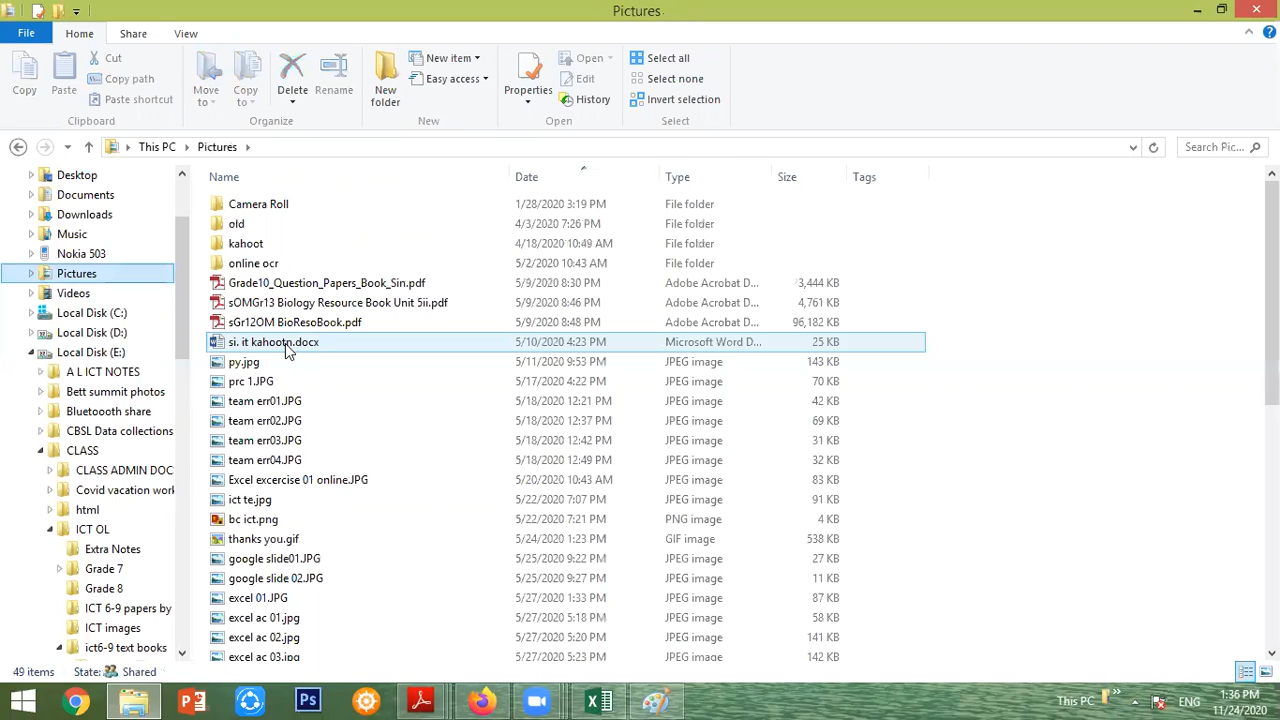 Pictures
File Home Share View
Copy Paste Cut Copy path Paste shortcut
Move to Copy to Delete Rename
New folder New item Easy access
Properties Open Edit History
Select all Select none Invert selection
Clipboard Organize New Open Select
This PC Pictures Search Pic...
Name Date Type Size Tags
Desktop
Documents
Downloads
Music
Nokia 503
Pictures
Videos
Local Disk (C:)
Local Disk (D:)
Local Disk (E:)
A L ICT NOTES
Bett summit photos
Bluetoooth share
CBSL Data collections
CLASS
CLASS ADMIN DOC
Covid vacation work
html
ICT OL
Extra Notes
Grade 7
Grade 8
ICT 6-9 papers by
ICT images
ict6-9 text books
Camera Roll 1/28/2020 3:19 PM File folder
old 4/3/2020 7:26 PM File folder
kahoot 4/18/2020 10:49 AM File folder
online ocr 5/2/2020 10:43 AM File folder
Grade10_Question_Papers_Book_Sin.pdf 5/9/2020 8:30 PM Adobe Acrobat D... 3,444 KB
sOMGr13 Biology Resource Book Unit 5ii.pdf 5/9/2020 8:46 PM Adobe Acrobat D... 4,761 KB
sGr12OM BioResoBook.pdf 5/9/2020 8:48 PM Adobe Acrobat D... 96,182 KB
si. it kahootn.docx 5/10/2020 4:23 PM Microsoft Word D... 25 KB
py.jpg 5/11/2020 9:53 PM JPEG image 143 KB
prc 1.JPG 5/17/2020 4:22 PM JPEG image 70 KB
team err01.JPG 5/18/2020 12:21 PM JPEG image 42 KB
team err02.JPG 5/18/2020 12:37 PM JPEG image 69 KB
team err03.JPG 5/18/2020 12:42 PM JPEG image 31 KB
team err04.JPG 5/18/2020 12:49 PM JPEG image 32 KB
Excel excercise 01 online.JPG 5/20/2020 10:43 AM JPEG image 83 KB
ict te.jpg 5/22/2020 7:07 PM JPEG image 91 KB
bc ict.png 5/22/2020 7:21 PM PNG image 4 KB
thanks you.gif 5/24/2020 1:23 PM GIF image 538 KB
google slide01.JPG 5/25/2020 9:22 PM JPEG image 27 KB
google slide 02.JPG 5/25/2020 9:27 PM JPEG image 11 KB
excel 01.JPG 5/27/2020 1:33 PM JPEG image 87 KB
excel ac 01.jpg 5/27/2020 5:18 PM JPEG image 58 KB
excel ac 02.jpg 5/27/2020 5:20 PM JPEG image 141 KB
excel ac 03.jpg 5/27/2020 5:23 PM JPEG image 142 KB
49 items State: Shared
This PC ENG 1:36 PM
11/24/2020